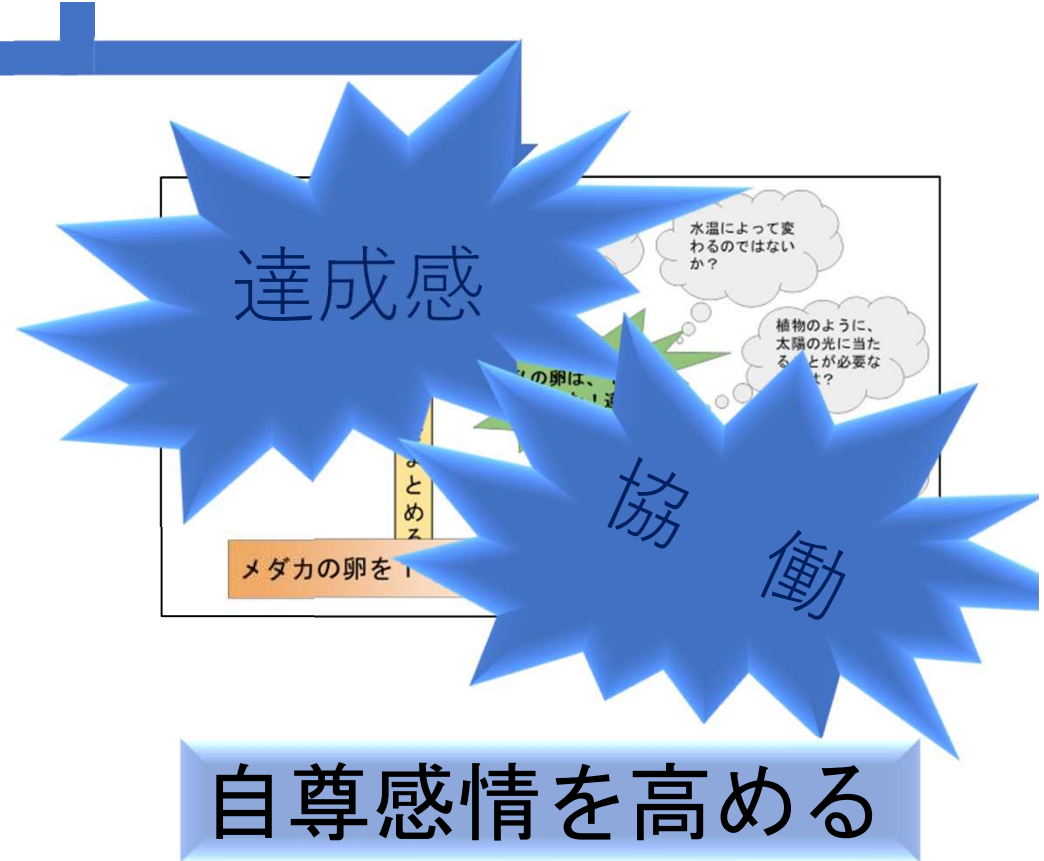 達成感
水温によって変
わるのではない
か？
植物のように、
太陽の光に当た
とが必要な
？
の卵は、
とめる
メダカの卵を
協働
自尊感情を高める